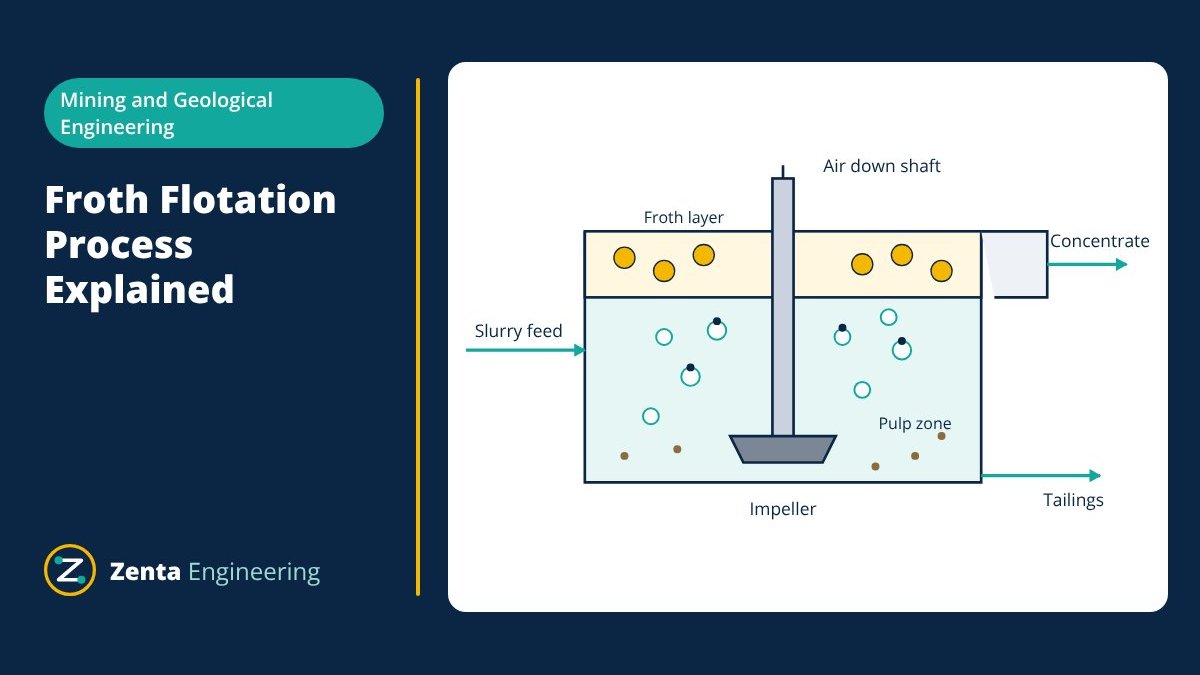 Mining and Geological
Engineering
Froth Flotation
Process
Explained
Zenta Engineering
Air down shaft
Froth layer
Concentrate
Slurry feed
Pulp zone
Tailings
Impeller